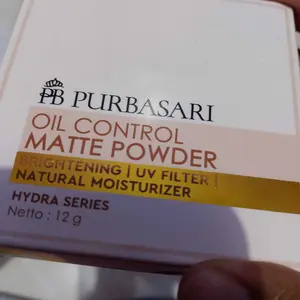 PB PURBASARI
OIL CONTROL
MATTE POWDER
BRIGHTENING | UV FILTER |
NATURAL MOISTURIZER
HYDRA SERIES
Netto : 12 g